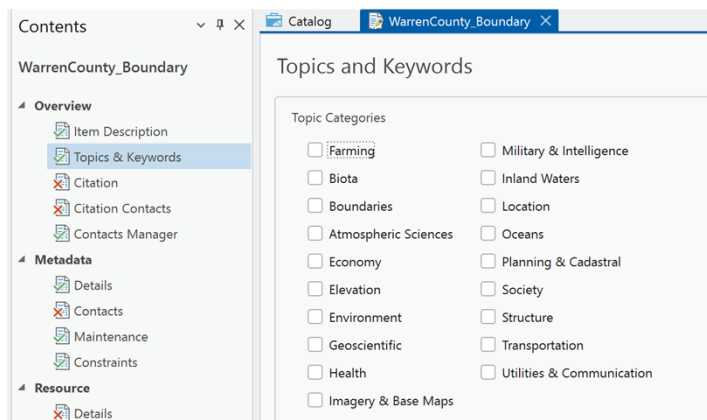 Contents
WarrenCounty_Boundary
Overview
Item Description
Topics & Keywords
Citation
Citation Contacts
Contacts Manager
Metadata
Details
Contacts
Maintenance
Constraints
Resource
Details
Catalog
WarrenCounty_Boundary
Topics and Keywords
Topic Categories
Farming
Biota
Boundaries
Atmospheric Sciences
Economy
Elevation
Environment
Geoscientific
Health
Imagery & Base Maps
Military & Intelligence
Inland Waters
Location
Oceans
Planning & Cadastral
Society
Structure
Transportation
Utilities & Communication